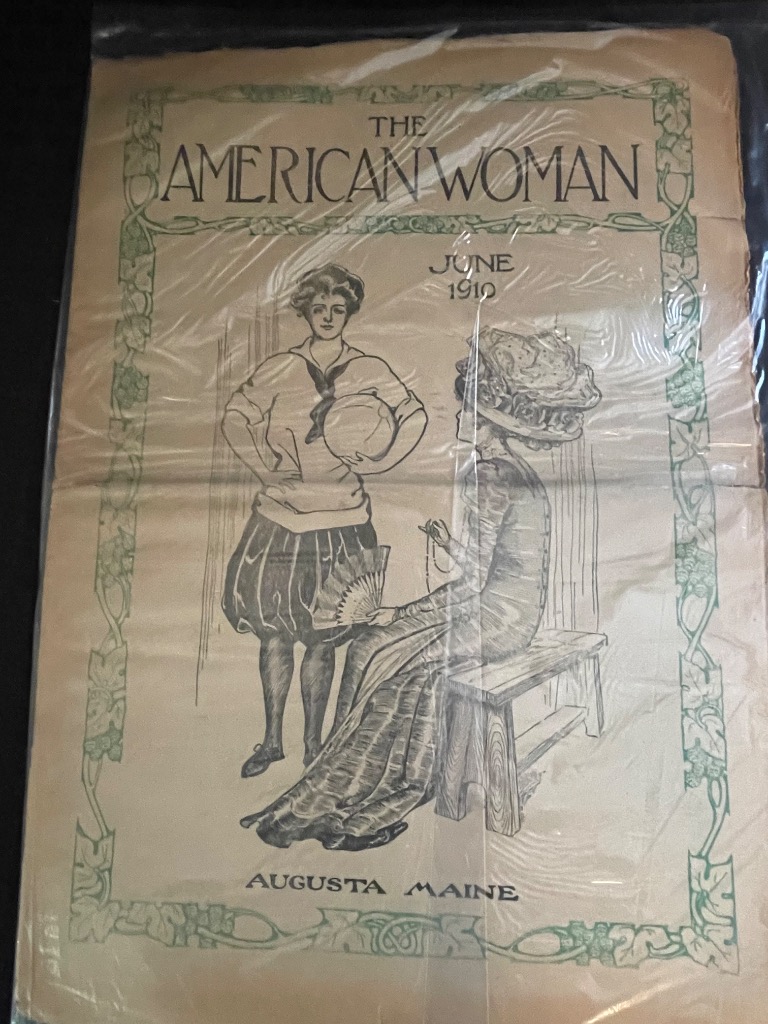 THE
AMERICAN WOMAN
JUNE
1910
AUGUSTA MAINE